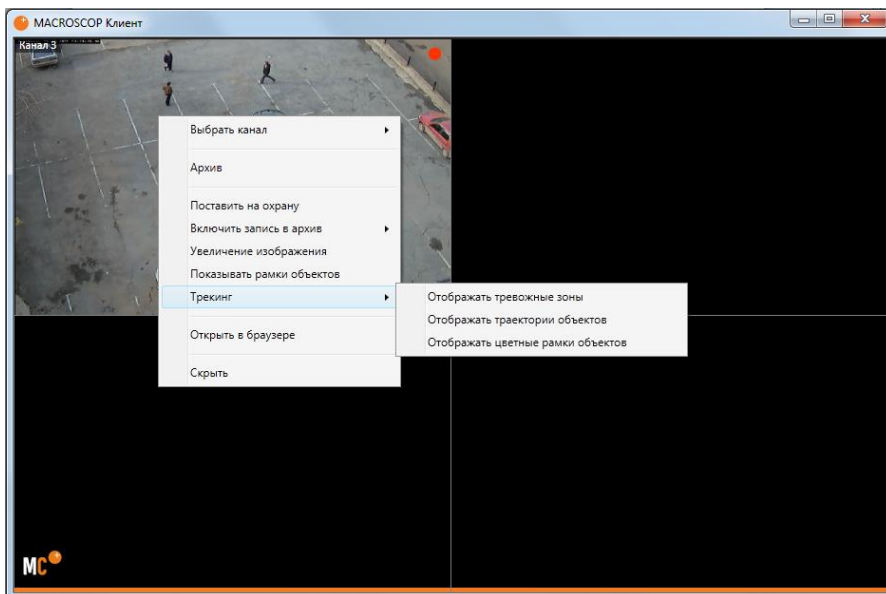 MACROSCOP Клиент
Канал 3
Выбрать канал
Архив
Поставить на охрану
Включить запись в архив
Увеличение изображения
Показывать рамки объектов
Трекинг
Отображать тревожные зоны
Отображать траектории объектов
Отображать цветные рамки объектов
Открыть в браузере
Скрыть
MC